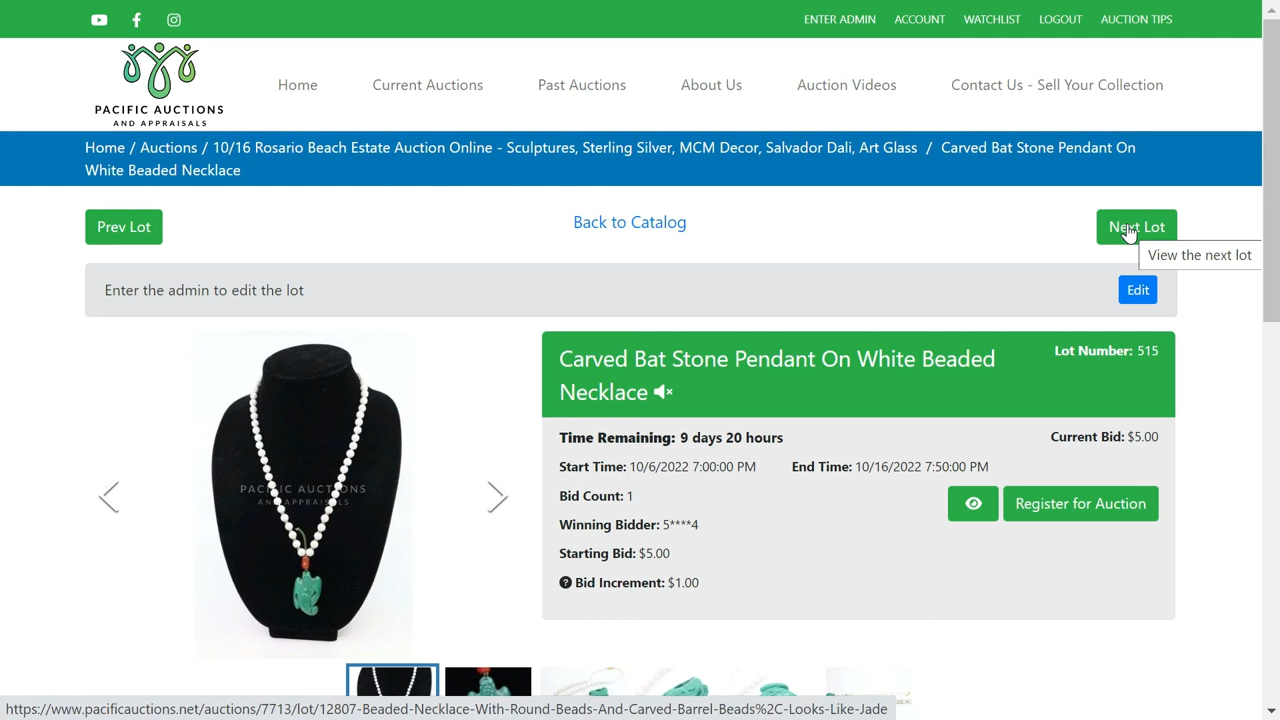 ENTER ADMIN ACCOUNT WATCHLIST LOGOUT AUCTION TIPS
PACIFIC AUCTIONS
AND APPRAISALS
Home Current Auctions Past Auctions About Us Auction Videos Contact Us - Sell Your Collection
Home / Auctions / 10/16 Rosario Beach Estate Auction Online - Sculptures, Sterling Silver, MCM Decor, Salvador Dali, Art Glass / Carved Bat Stone Pendant On
White Beaded Necklace
Prev Lot Back to Catalog Next Lot
View the next lot
Enter the admin to edit the lot Edit
Carved Bat Stone Pendant On White Beaded
Necklace
Lot Number: 515
Time Remaining: 9 days 20 hours Current Bid: $5.00
Start Time: 10/6/2022 7:00:00 PM End Time: 10/16/2022 7:50:00 PM
Bid Count: 1
Register for Auction
Winning Bidder: 5****4
Starting Bid: $5.00
Bid Increment: $1.00
PACIFIC AUCTIONS
AND APPRAISALS
https://www.pacificauctions.net/auctions/7713/lot/12807-Beaded-Necklace-With-Round-Beads-And-Carved-Barrel-Beads%2C-Looks-Like-Jade